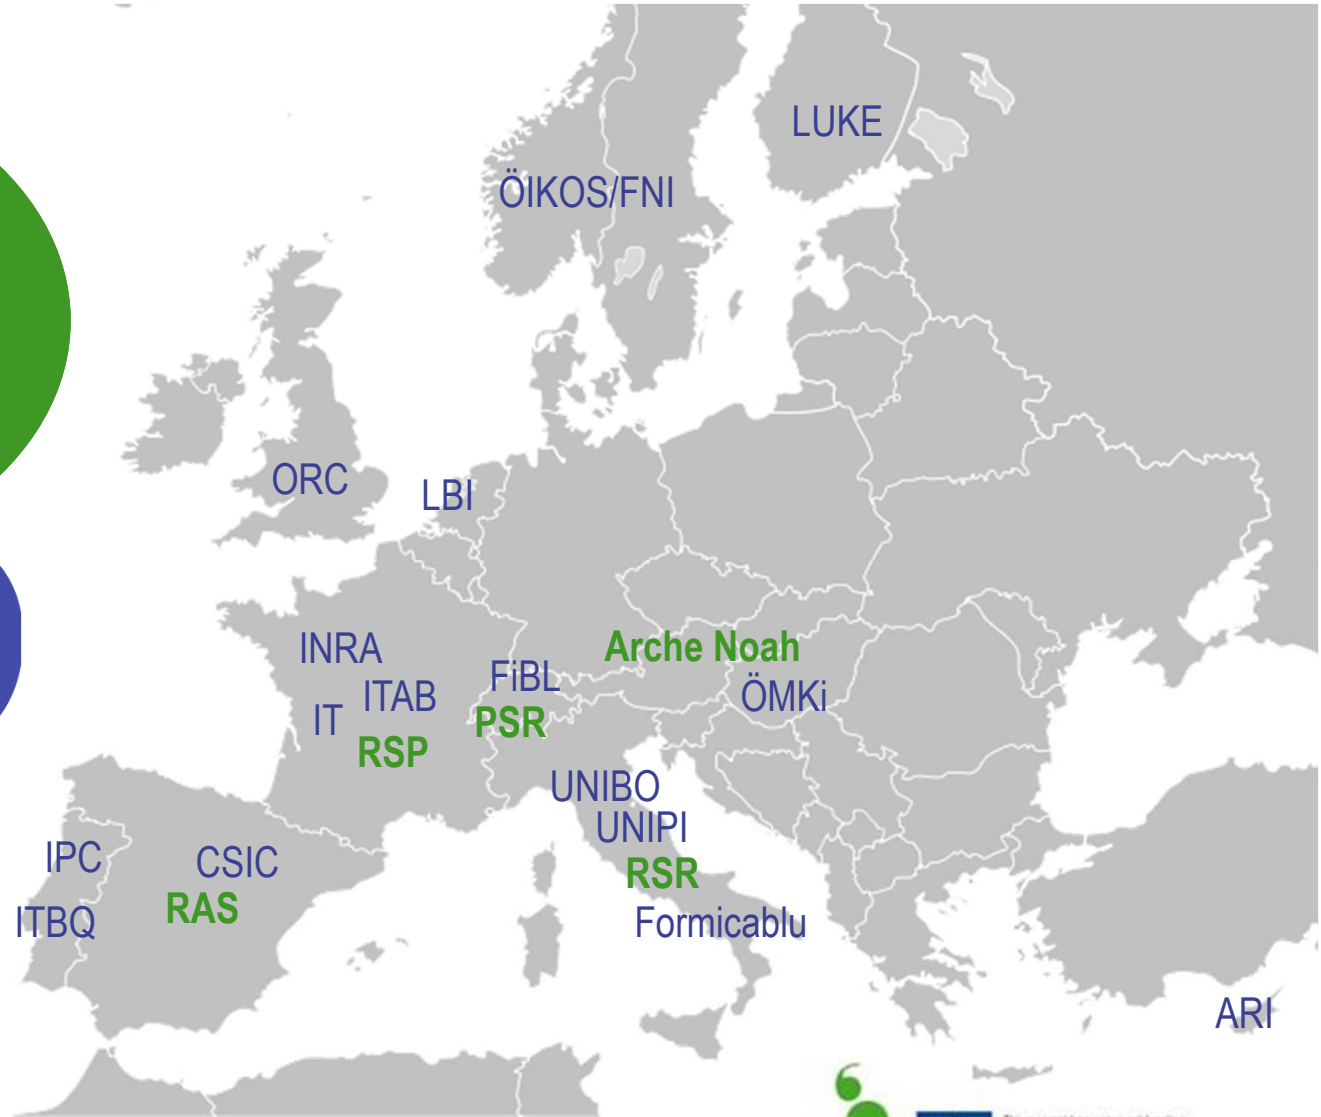 LUKE
ÖIKOS/FNI
ORC
LBI
INRA
Arche Noah
FiBL
ITAB
ÖMKi
IT
PSR
RSP
UNIBO
UNIPI
IPC
CSIC
RSR
RAS
ITBQ
Formicablu
ARI